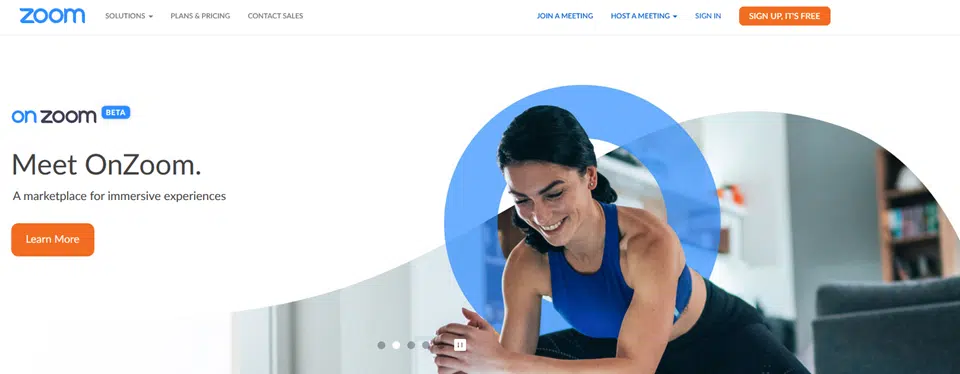 zoom
SOLUTIONS
PLANS & PRICING
CONTACT SALES
JOIN A MEETING
HOST A MEETING
SIGN IN
SIGN UP, IT'S FREE
on zoom BETA
Meet OnZoom.
A marketplace for immersive experiences
Learn More